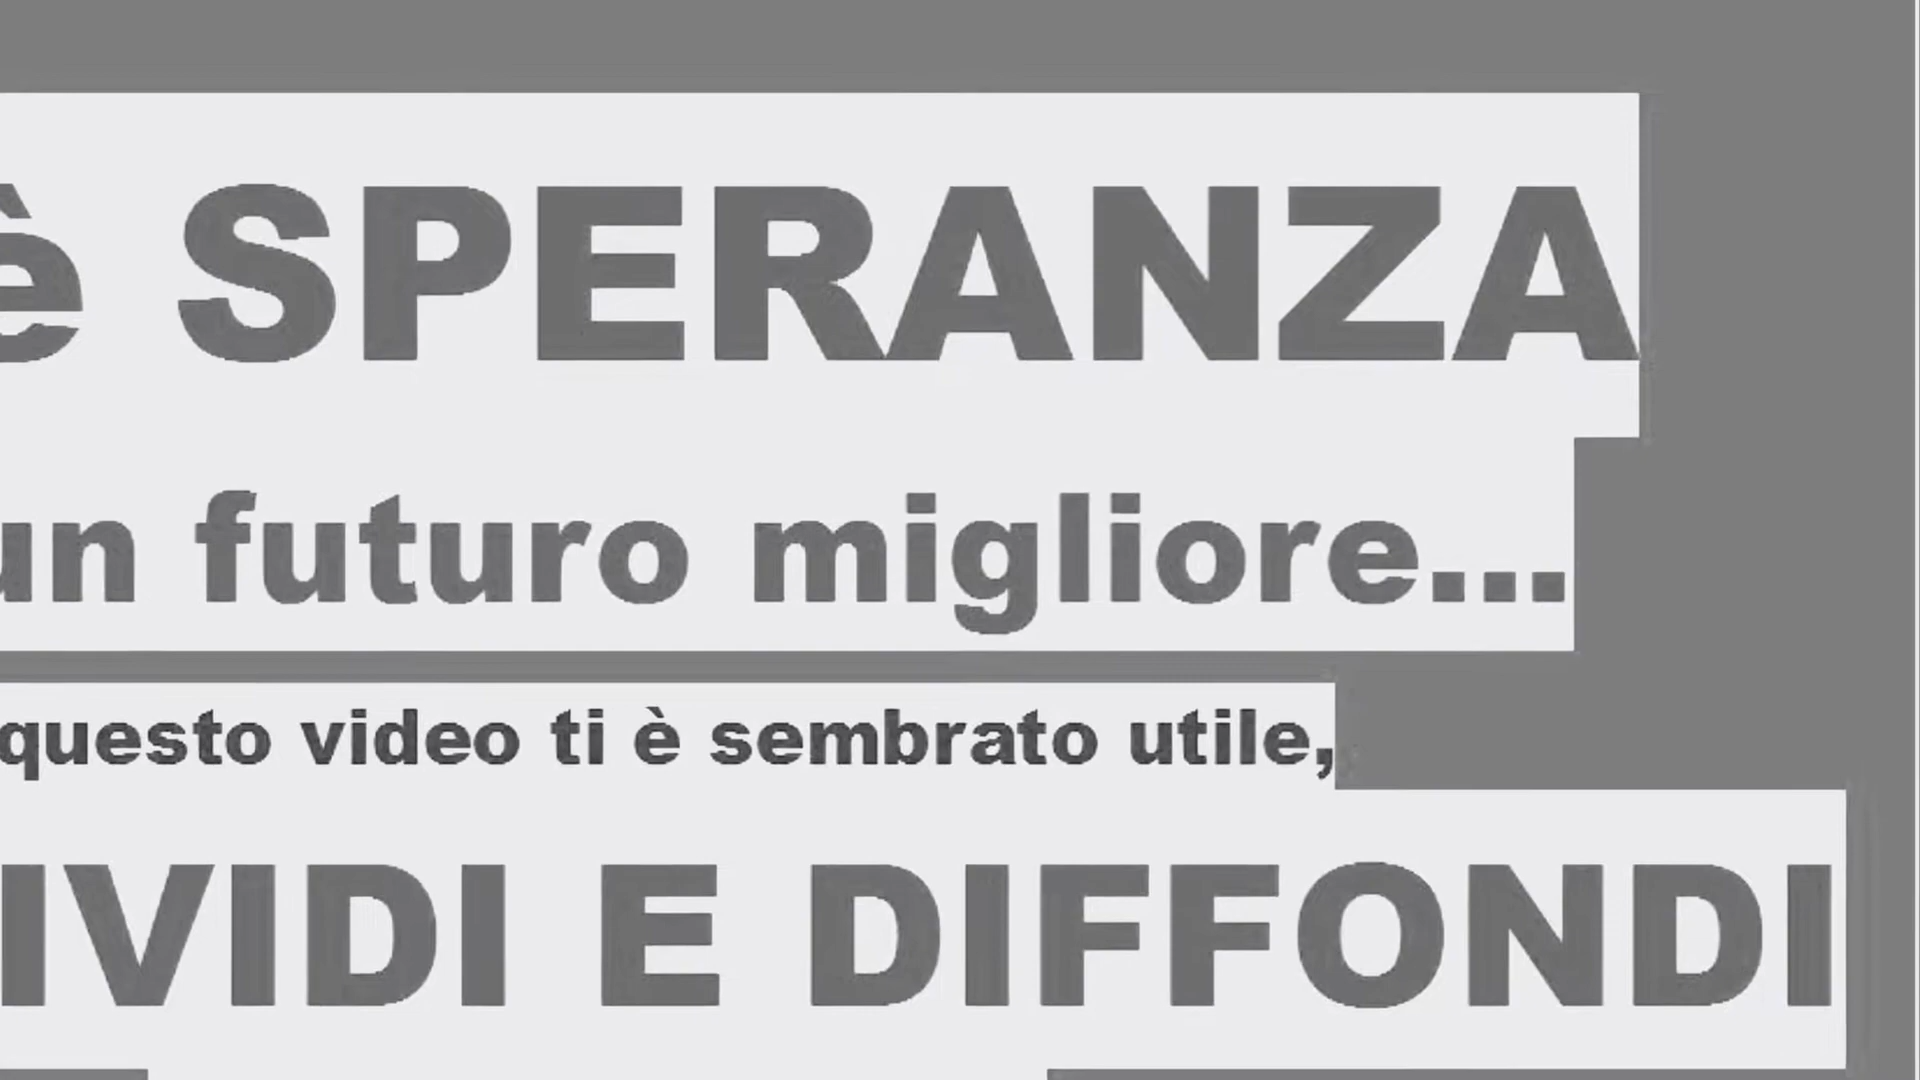 è SPERANZA
un futuro migliore...
questo video ti è sembrato utile,
IVIDI E DIFFONDI